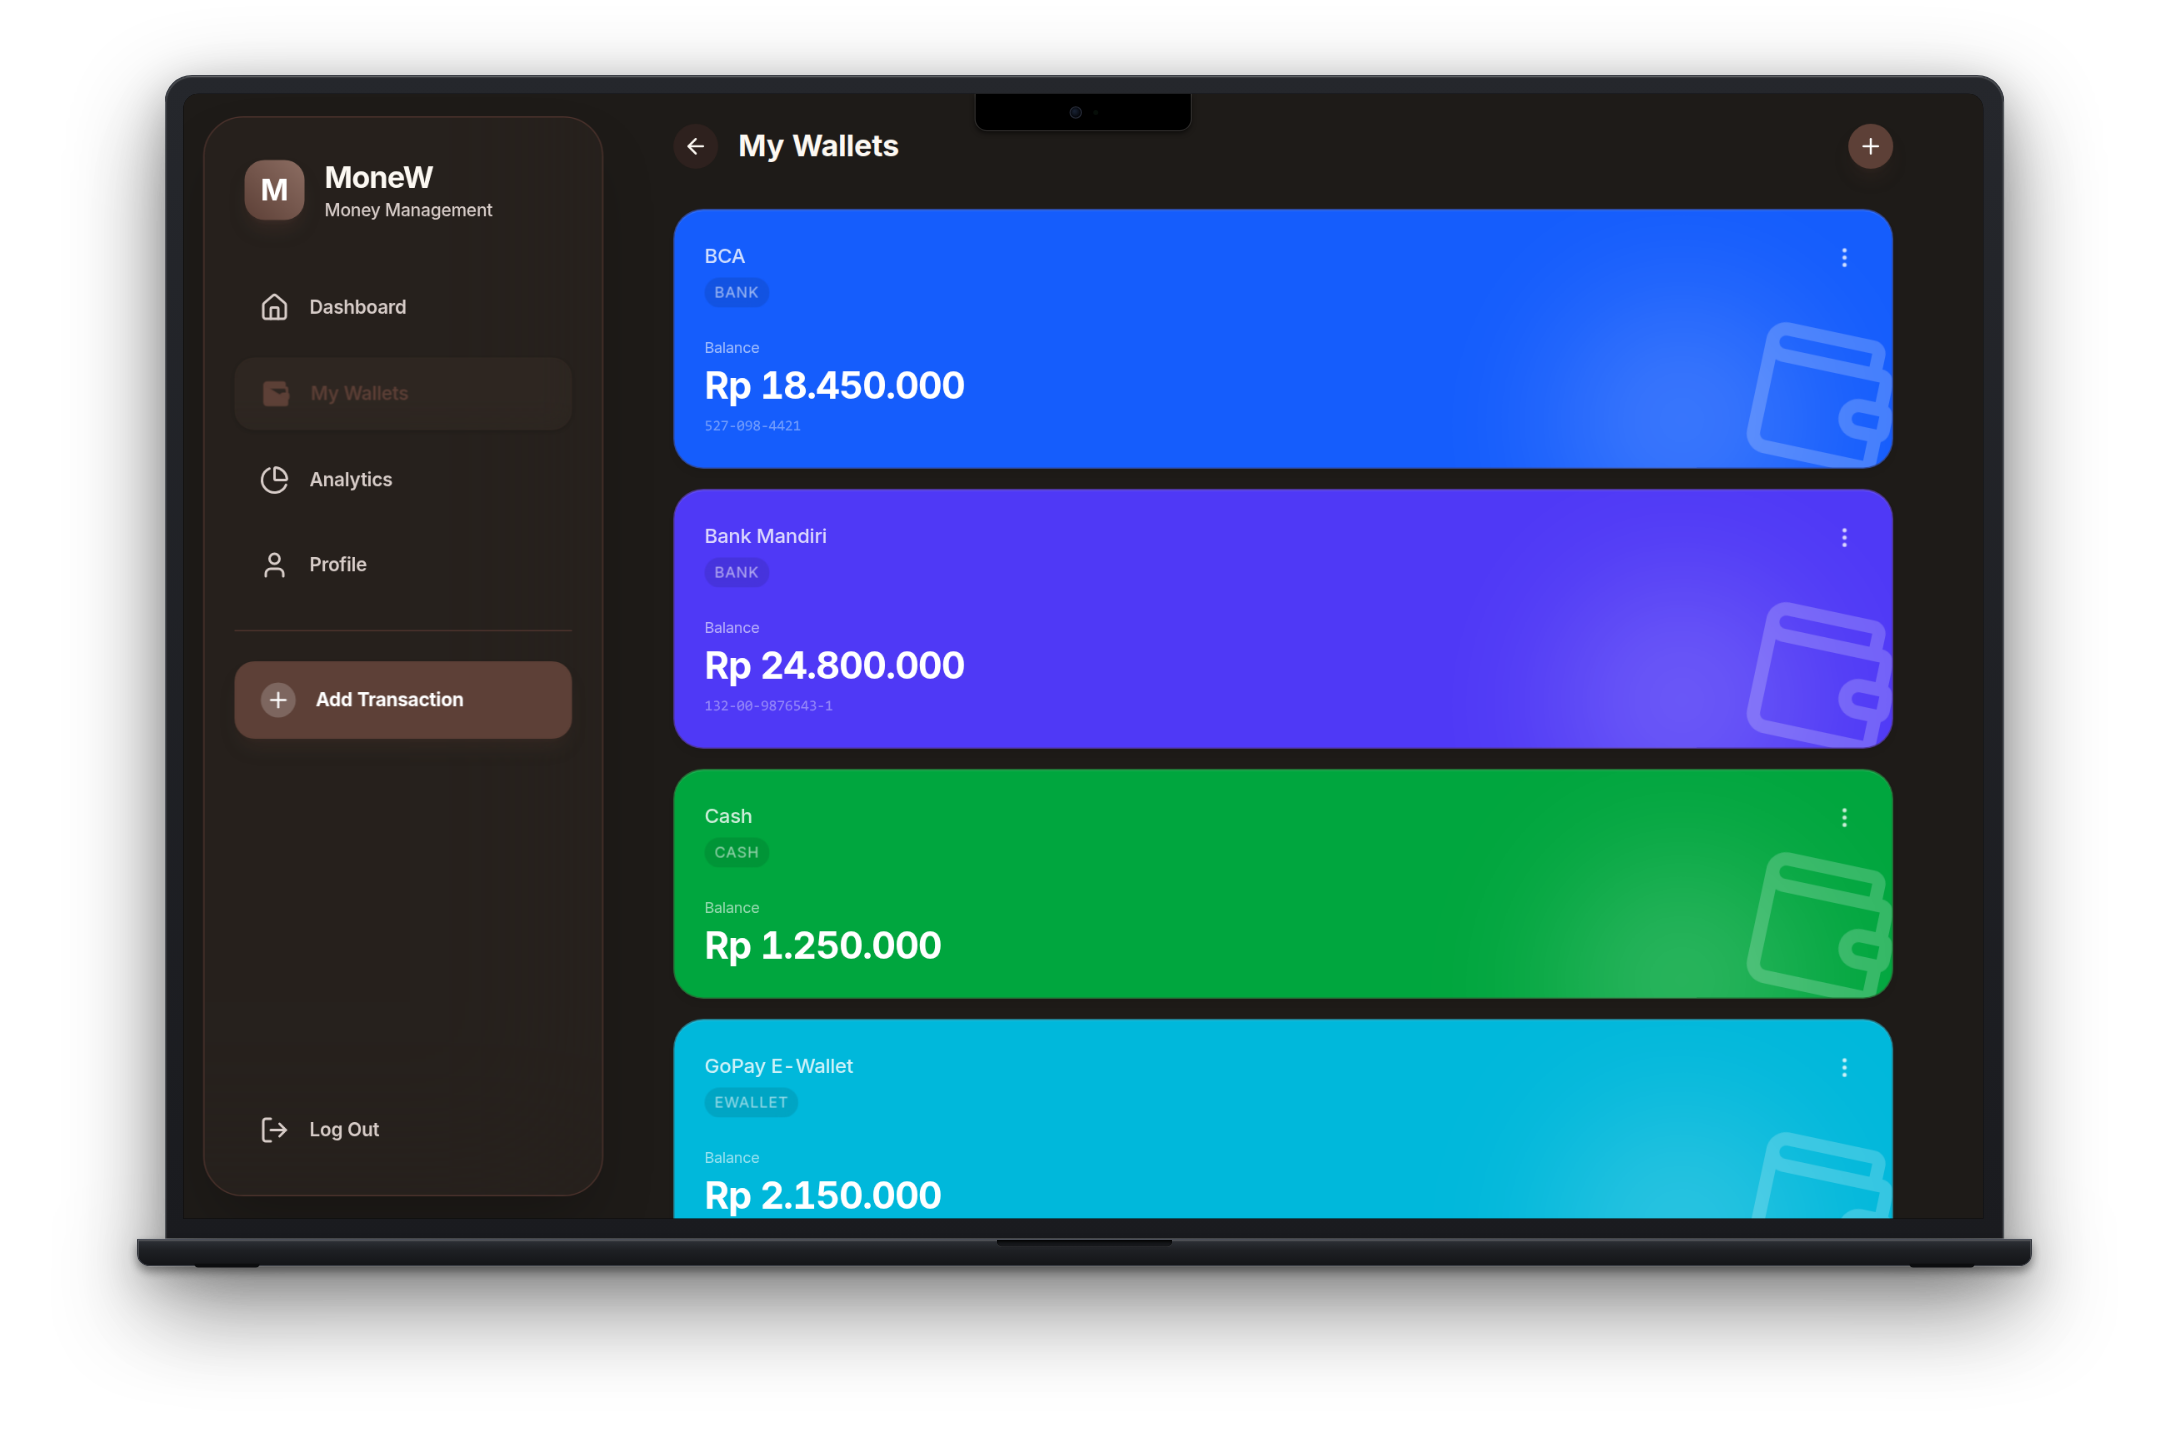 M
MoneW
Money Management
Dashboard
My Wallets
Analytics
Profile
Add Transaction
Log Out
My Wallets
BCA
BANK
Balance
Rp 18.450.000
527-098-4421
Bank Mandiri
BANK
Balance
Rp 24.800.000
132-00-9876543-1
Cash
CASH
Balance
Rp 1.250.000
GoPay E-Wallet
EWALLET
Balance
Rp 2.150.000